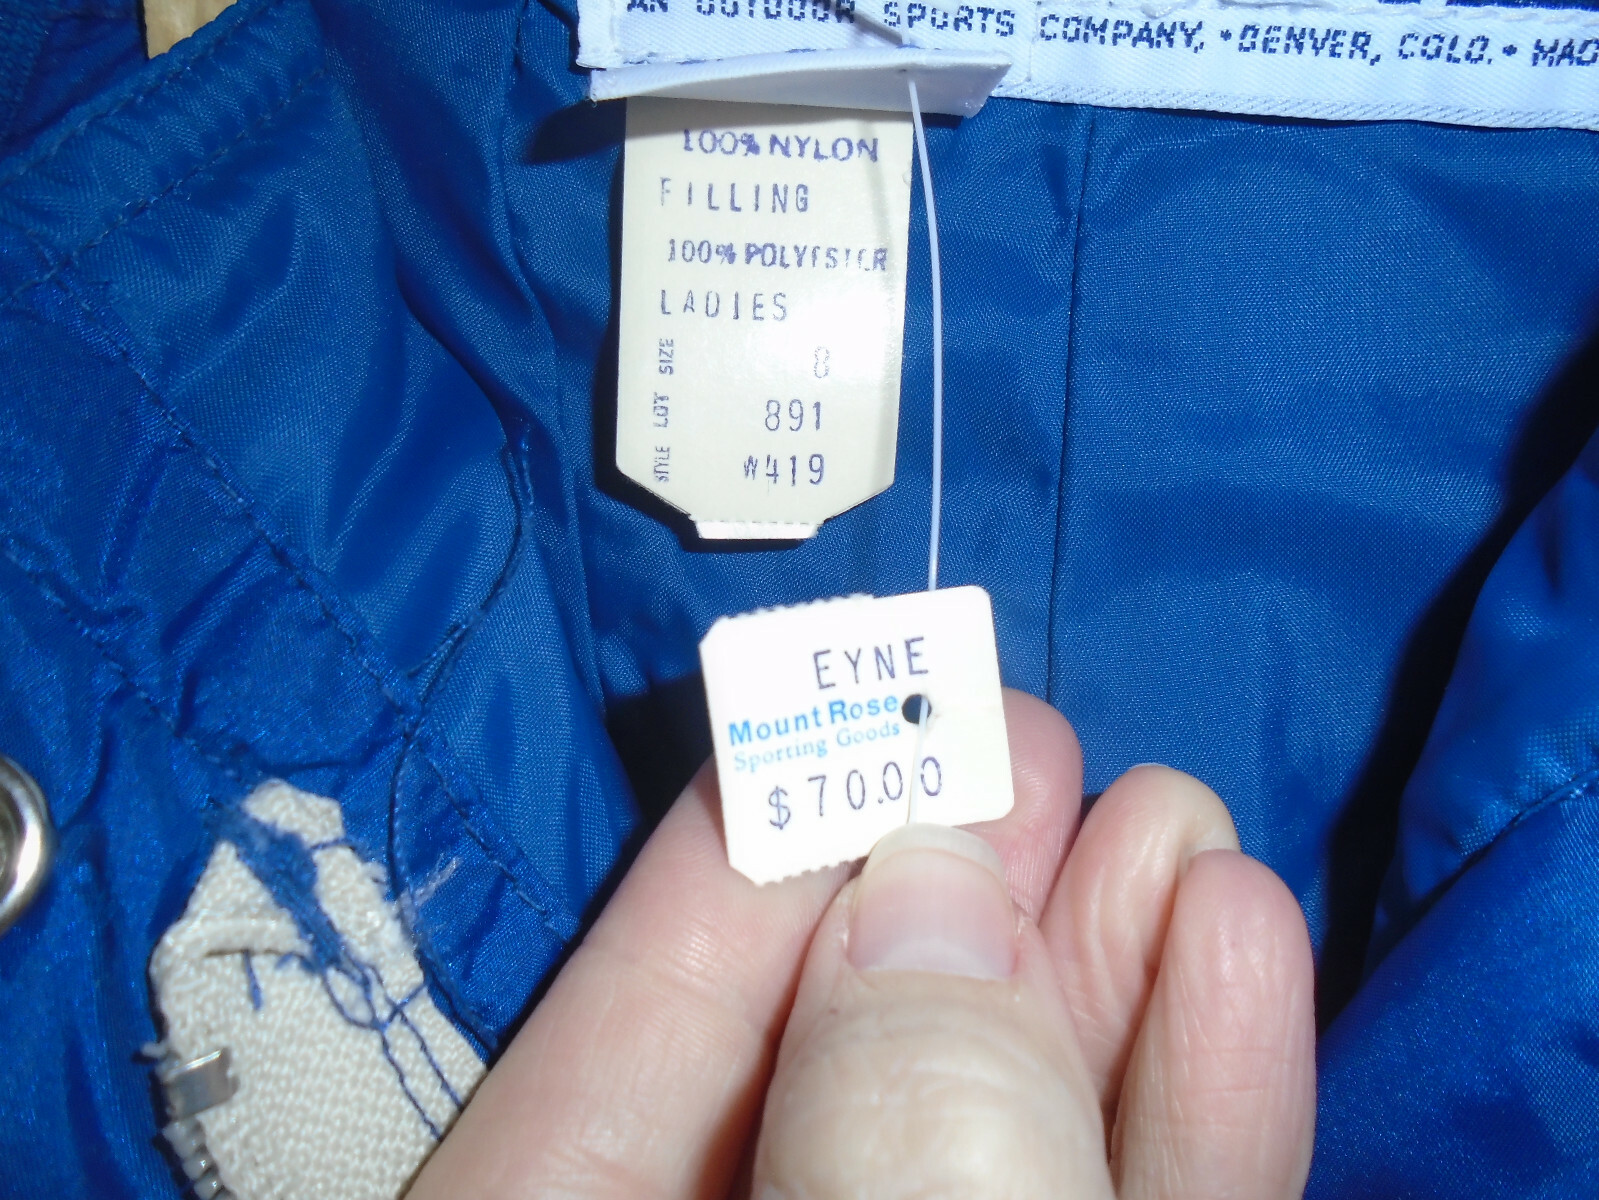 AN OUTDOOR SPORTS COMPANY, • DENVER, COLO. • MAD
100% NYLON
FILLING
100% POLYESTER
LADIES
SIZE 8
LOT 891
STYLE W419
EYNE
Mount Rose
Sporting Goods
$70.00